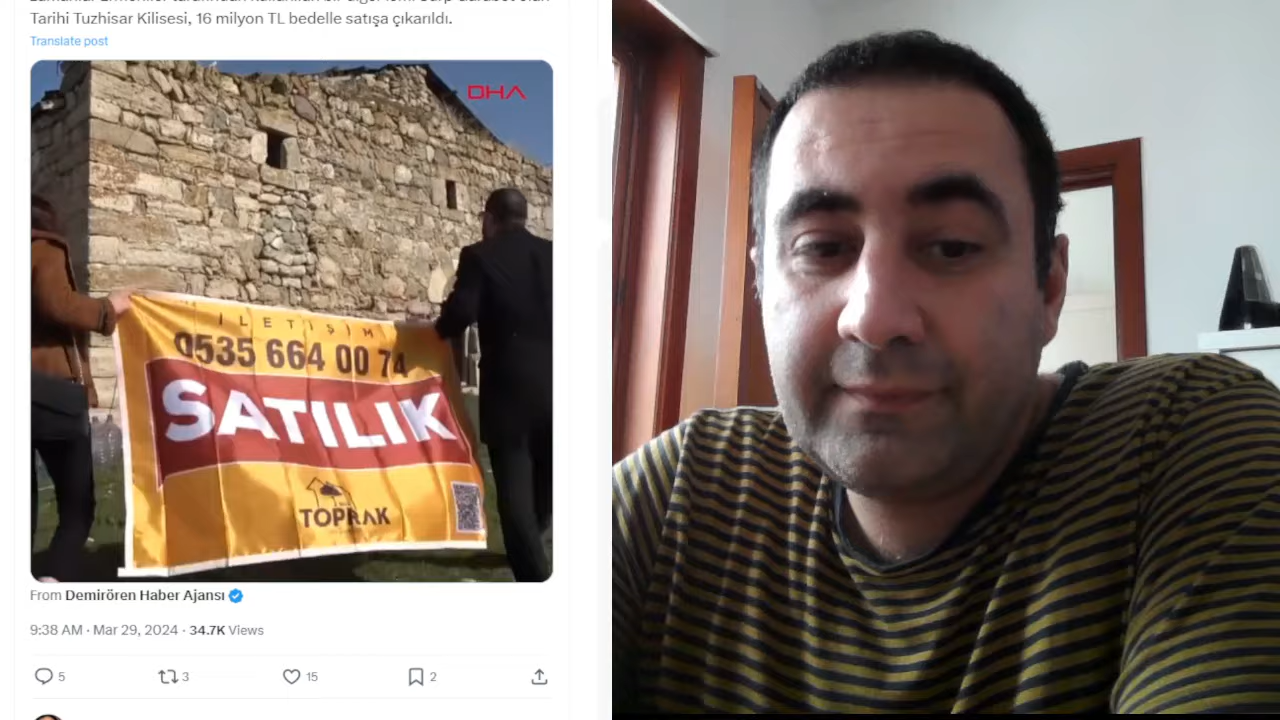 Tarihi Tuzhisar Kilisesi, 16 milyon TL bedelle satışa çıkarıldı.
Translate post
DHA
İLETİŞİM
0535 664 00 74
SATILIK
TOPRAK
From Demirören Haber Ajansı
9:38 AM · Mar 29, 2024 · 34.7K Views
5 3 15 2